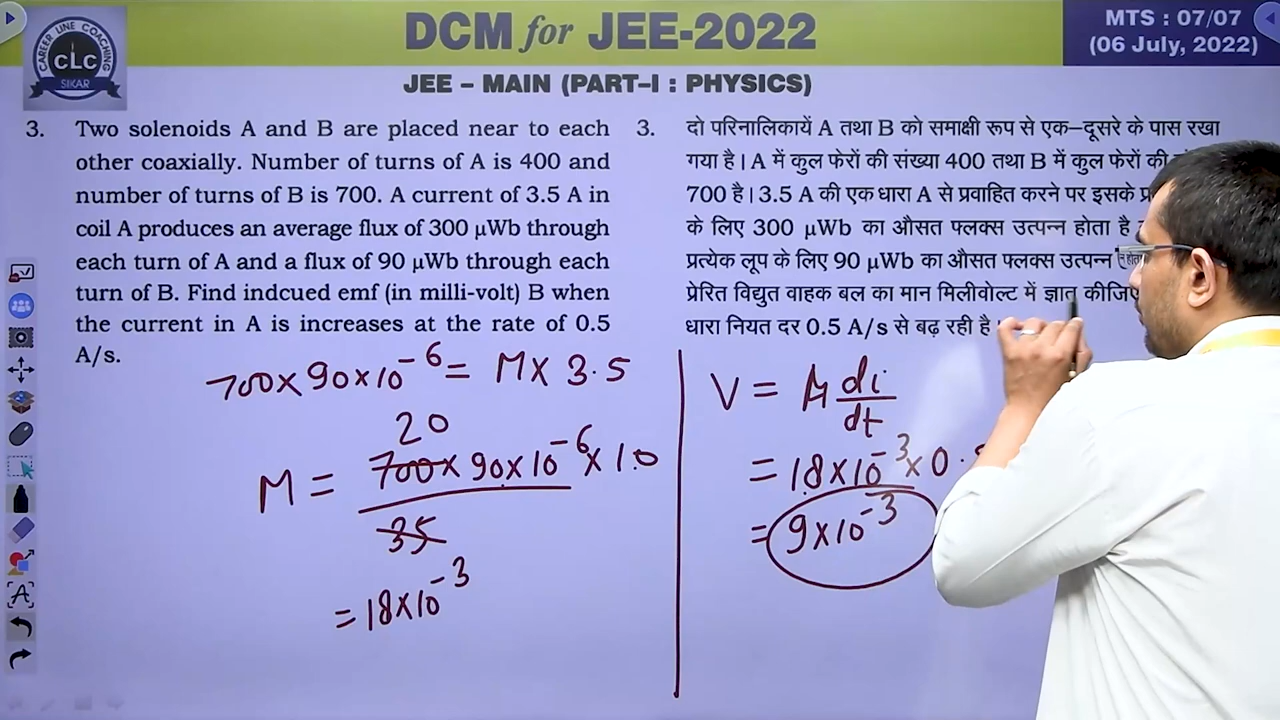 DCM for JEE-2022
MTS : 07/07
(06 July, 2022)
CAREER LINE COACHING
CLC
SIKAR
JEE – MAIN (PART–I : PHYSICS)
3. Two solenoids A and B are placed near to each
other coaxially. Number of turns of A is 400 and
number of turns of B is 700. A current of 3.5 A in
coil A produces an average flux of 300 μWb through
each turn of A and a flux of 90 μWb through each
turn of B. Find indcued emf (in milli-volt) B when
the current in A is increases at the rate of 0.5
A/s.
3. दो परिनालिकायें A तथा B को समाक्षी रूप से एक–दूसरे के पास रखा
गया है। A में कुल फेरों की संख्या 400 तथा B में कुल फेरों की
700 है। 3.5 A की एक धारा A से प्रवाहित करने पर इसके
के लिए 300 μWb का औसत फ्लक्स उत्पन्न होता है
प्रत्येक लूप के लिए 90 μWb का औसत फ्लक्स उत्पन्न
प्रेरित विद्युत वाहक बल का मान मिलीवोल्ट में ज्ञात
धारा नियत दर 0.5 A/s से बढ़ रही है
700×90×10⁻⁶ = M× 3.5
20
M = 700×90×10⁻⁶×10
35
= 18×10⁻³
V = M di
dt
= 18×10⁻³×0.
= 9×10⁻³